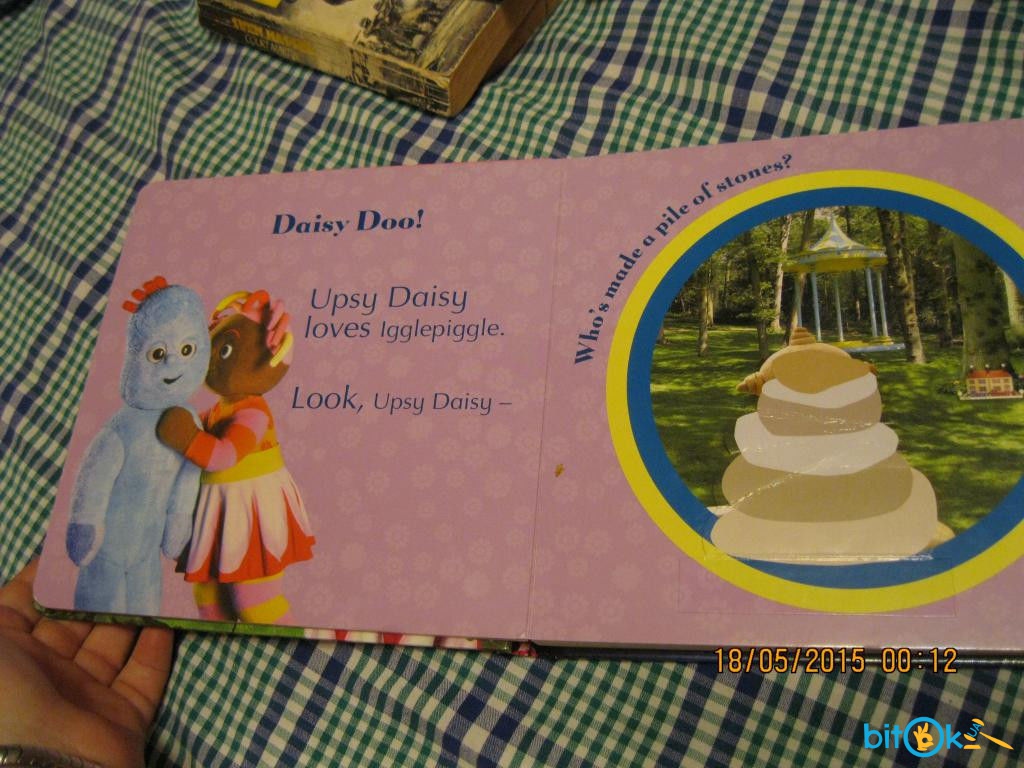 Daisy Doo!
Upsy Daisy
loves Igglepiggle.
Look, Upsy Daisy –
Who's made a pile of stones?
18/05/2015 00:12
bitOk